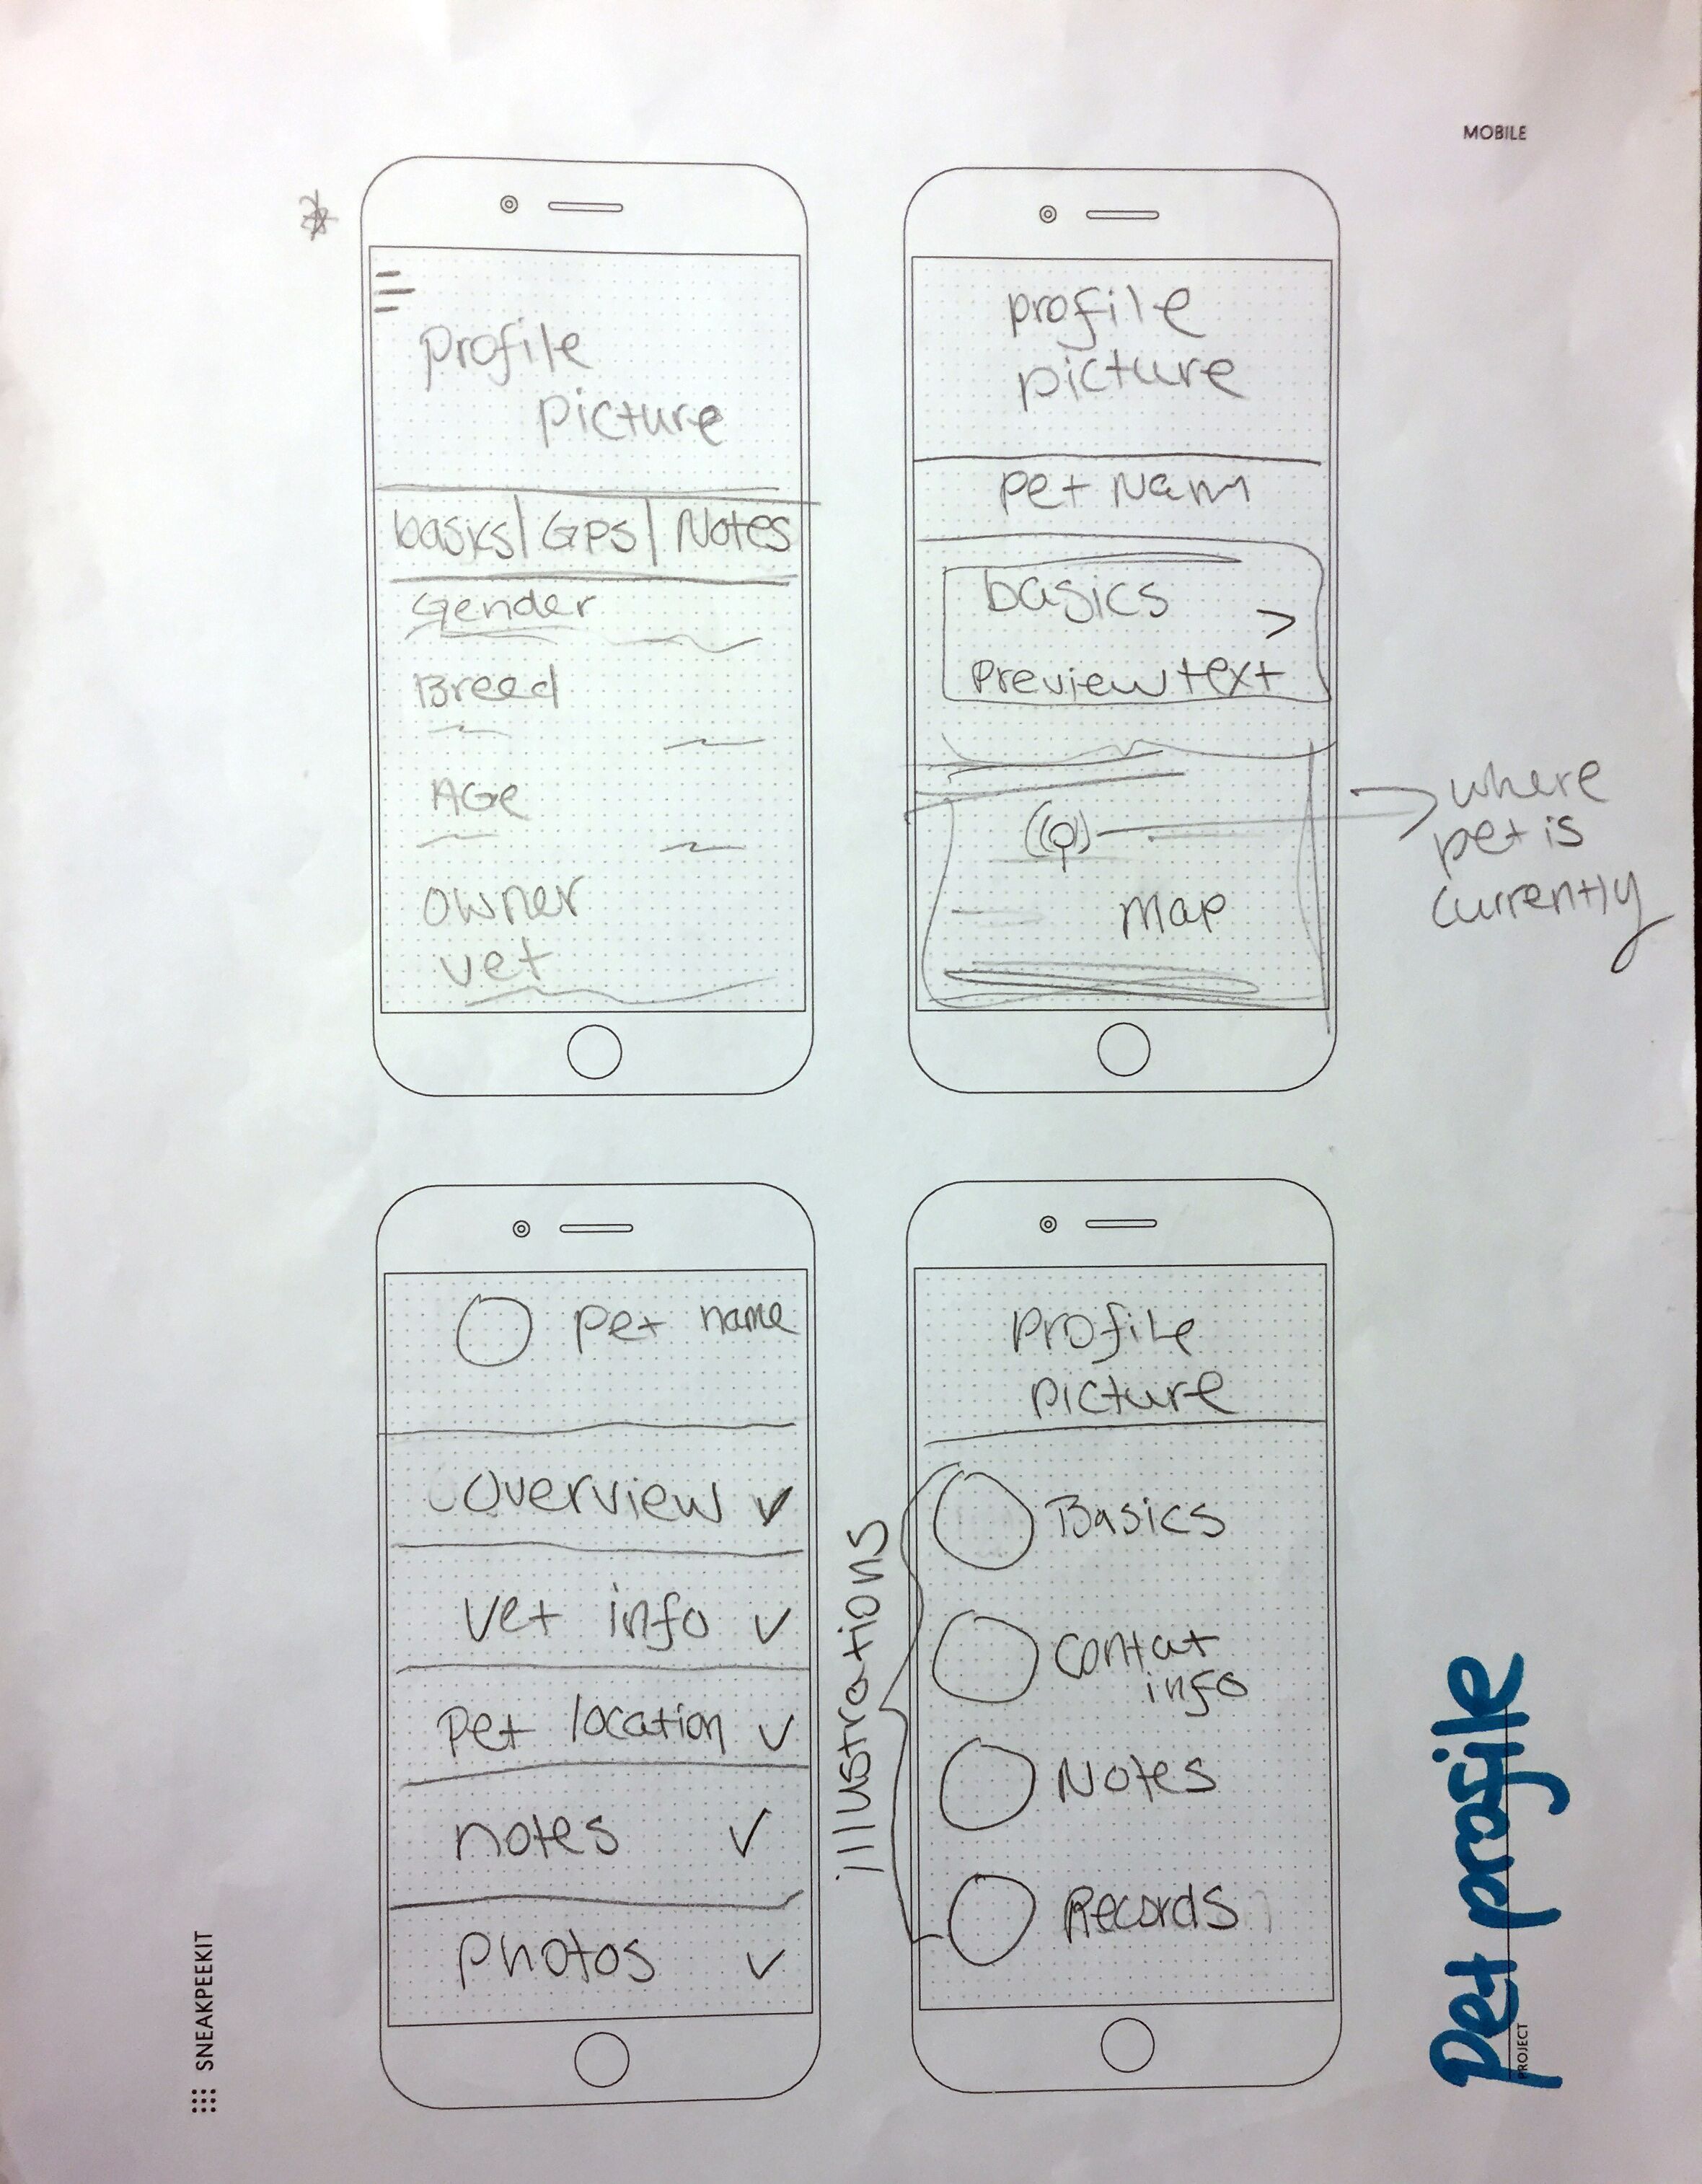 MOBILE
profile
picture
basics | GPS | Notes
Gender
Breed
AGe
owner
vet
profile
picture
pet Nam
basics
>
Preview text
map
where
pet is
currently
pet name
Overview
vet info
pet location
notes
photos
illustrations
profile
picture
Basics
Contat
info
Notes
Records
SNEAKPEEKIT
PROJECT
Pet profile